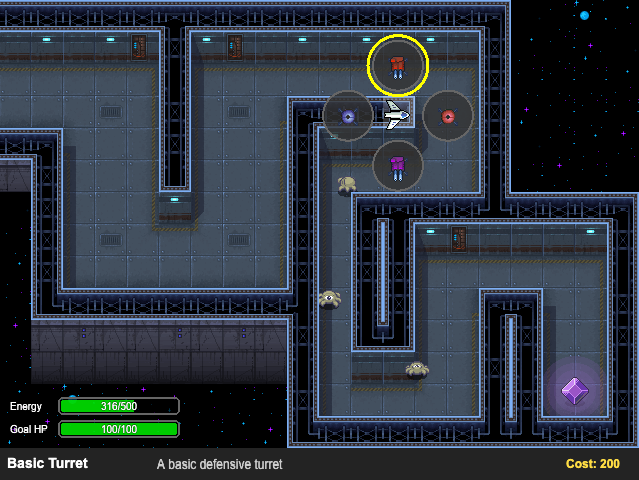 Energy 316/500
Goal HP 100/100
Basic Turret A basic defensive turret Cost: 200